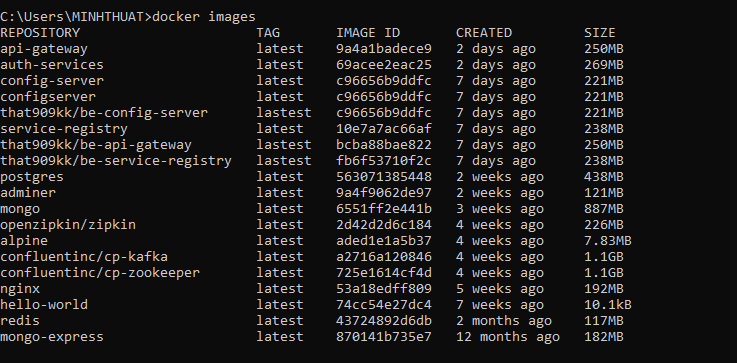 C:\Users\MINHTHUAT>docker images
REPOSITORY TAG IMAGE ID CREATED SIZE
api-gateway latest 9a4a1badece9 2 days ago 250MB
auth-services latest 69acee2eac25 2 days ago 269MB
config-server latest c96656b9ddfc 7 days ago 221MB
configserver latest c96656b9ddfc 7 days ago 221MB
that909kk/be-config-server lastest c96656b9ddfc 7 days ago 221MB
service-registry latest 10e7a7ac66af 7 days ago 238MB
that909kk/be-api-gateway lastest bcba88bae822 7 days ago 250MB
that909kk/be-service-registry lastest fb6f53710f2c 7 days ago 238MB
postgres latest 563071385448 2 weeks ago 438MB
adminer latest 9a4f9062de97 2 weeks ago 121MB
mongo latest 6551ff2e441b 3 weeks ago 887MB
openzipkin/zipkin latest 2d42d2d6c184 4 weeks ago 226MB
alpine latest aded1e1a5b37 4 weeks ago 7.83MB
confluentinc/cp-kafka latest a2716a120846 4 weeks ago 1.1GB
confluentinc/cp-zookeeper latest 725e1614cf4d 4 weeks ago 1.1GB
nginx latest 53a18edff809 5 weeks ago 192MB
hello-world latest 74cc54e27dc4 7 weeks ago 10.1kB
redis latest 43724892d6db 2 months ago 117MB
mongo-express latest 870141b735e7 12 months ago 182MB